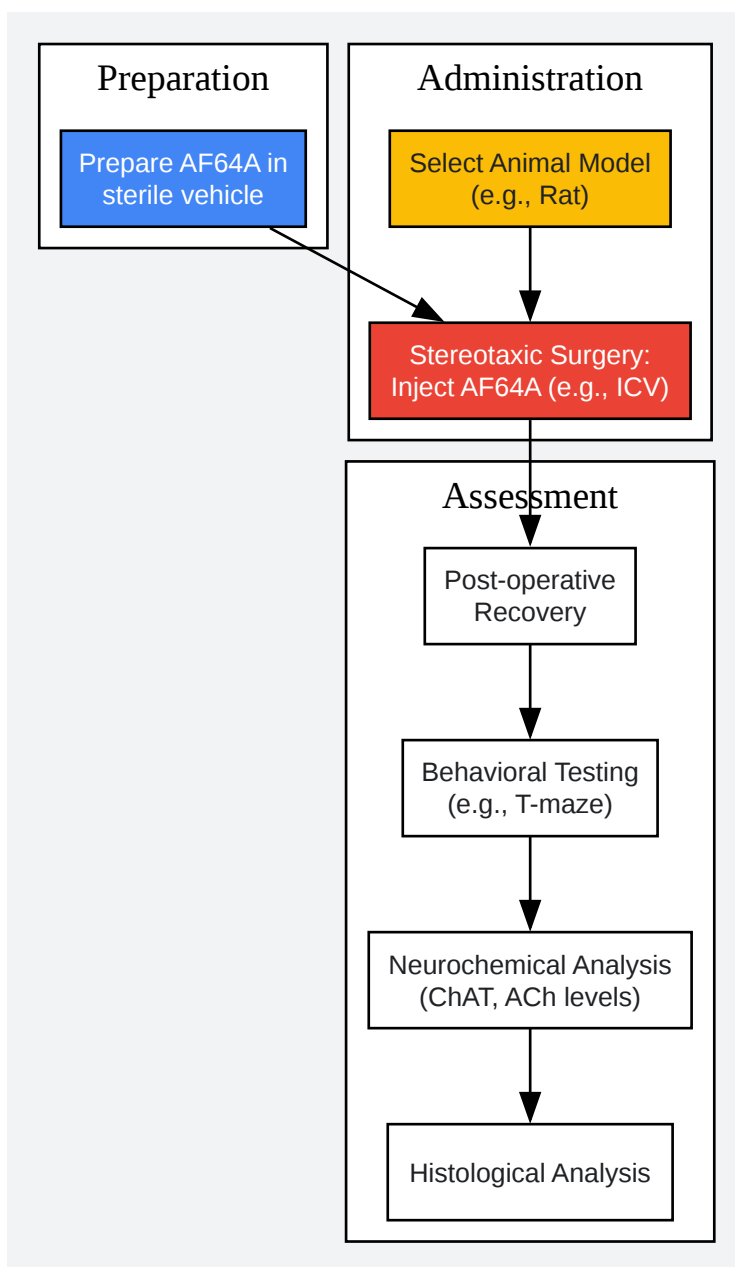 Preparation
Prepare AF64A in
sterile vehicle
Administration
Select Animal Model
(e.g., Rat)
Stereotaxic Surgery:
Inject AF64A (e.g., ICV)
Assessment
Post-operative
Recovery
Behavioral Testing
(e.g., T-maze)
Neurochemical Analysis
(ChAT, ACh levels)
Histological Analysis